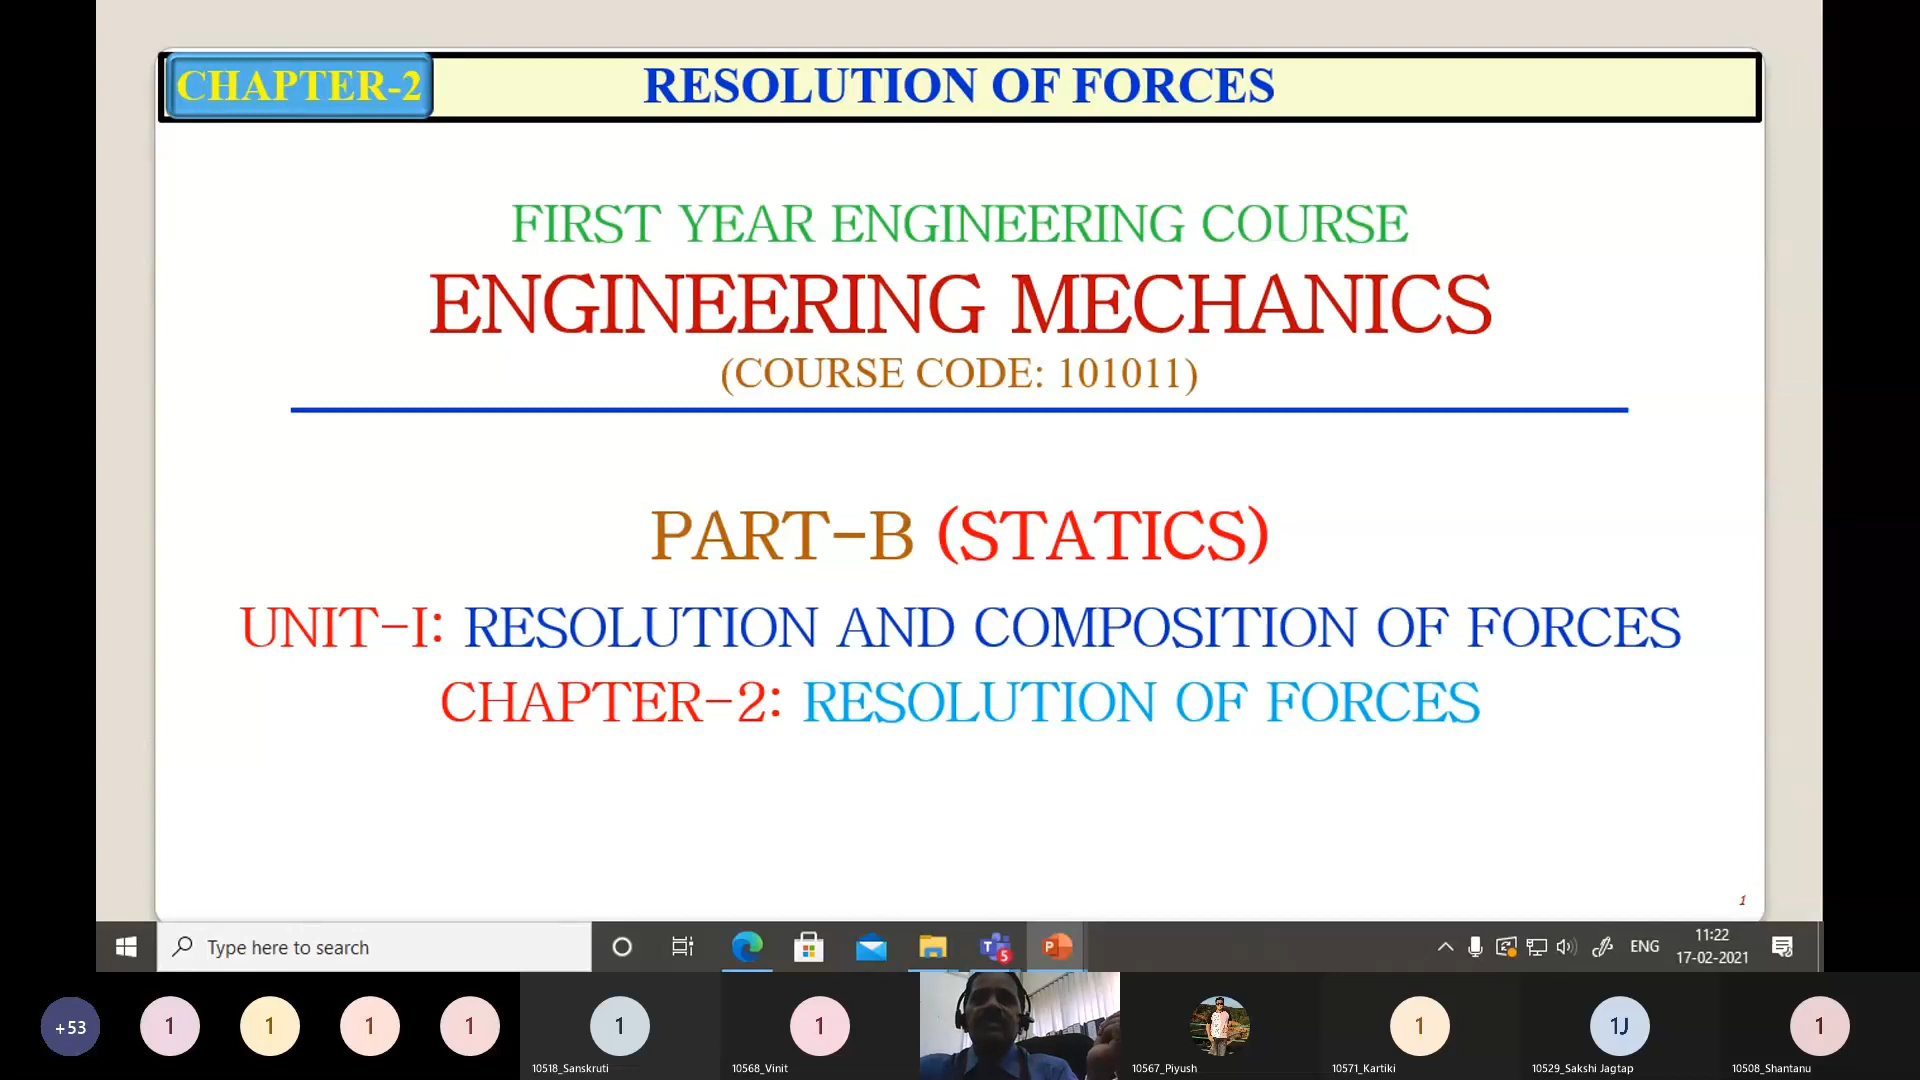 CHAPTER-2
RESOLUTION OF FORCES
FIRST YEAR ENGINEERING COURSE
ENGINEERING MECHANICS
(COURSE CODE: 101011)
PART-B (STATICS)
UNIT-I: RESOLUTION AND COMPOSITION OF FORCES
CHAPTER-2: RESOLUTION OF FORCES
1
Type here to search
5
ENG
11:22
17-02-2021
+53
1
1
1
1
1
1
1
1J
1
10518_Sanskruti
10568_Vinit
10567_Piyush
10571_Kartiki
10529_Sakshi Jagtap
10508_Shantanu